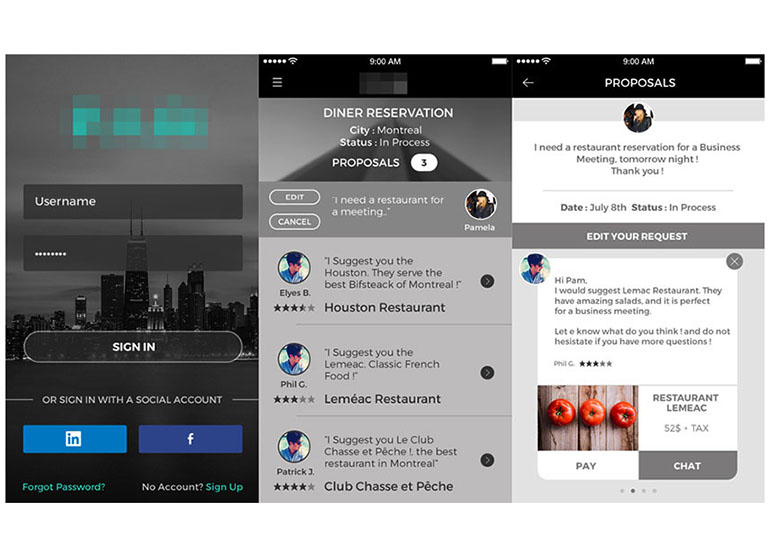 Username
SIGN IN
OR SIGN IN WITH A SOCIAL ACCOUNT
in
f
Forgot Password?
No Account? Sign Up
9:00 AM
DINER RESERVATION
City : Montreal
Status : In Process
PROPOSALS 3
EDIT
CANCEL
"I need a restaurant for
a meeting.."
Pamela
"I Suggest you the
Houston. They serve the
best Bifsteack of Montreal !"
Elyes B.
Houston Restaurant
"I Suggest you the
Lemeac. Classic French
Food !"
Phil G.
Leméac Restaurant
"I Suggest you Le Club
Chasse et Pêche !, the best
restaurant in Montreal"
Patrick J.
Club Chasse et Pêche
9:00 AM
PROPOSALS
I need a restaurant reservation for a Business
Meeting, tomorrow night !
Thank you !
Date : July 8th Status : In Process
EDIT YOUR REQUEST
Hi Pam,
I would suggest Lemac Restaurant. They
have amazing salads, and it is perfect
for a business meeting.
Let e know what do you think ! and do not
hesistate if you have more questions !
Phil G.
RESTAURANT
LEMEAC
52$ + TAX
PAY
CHAT